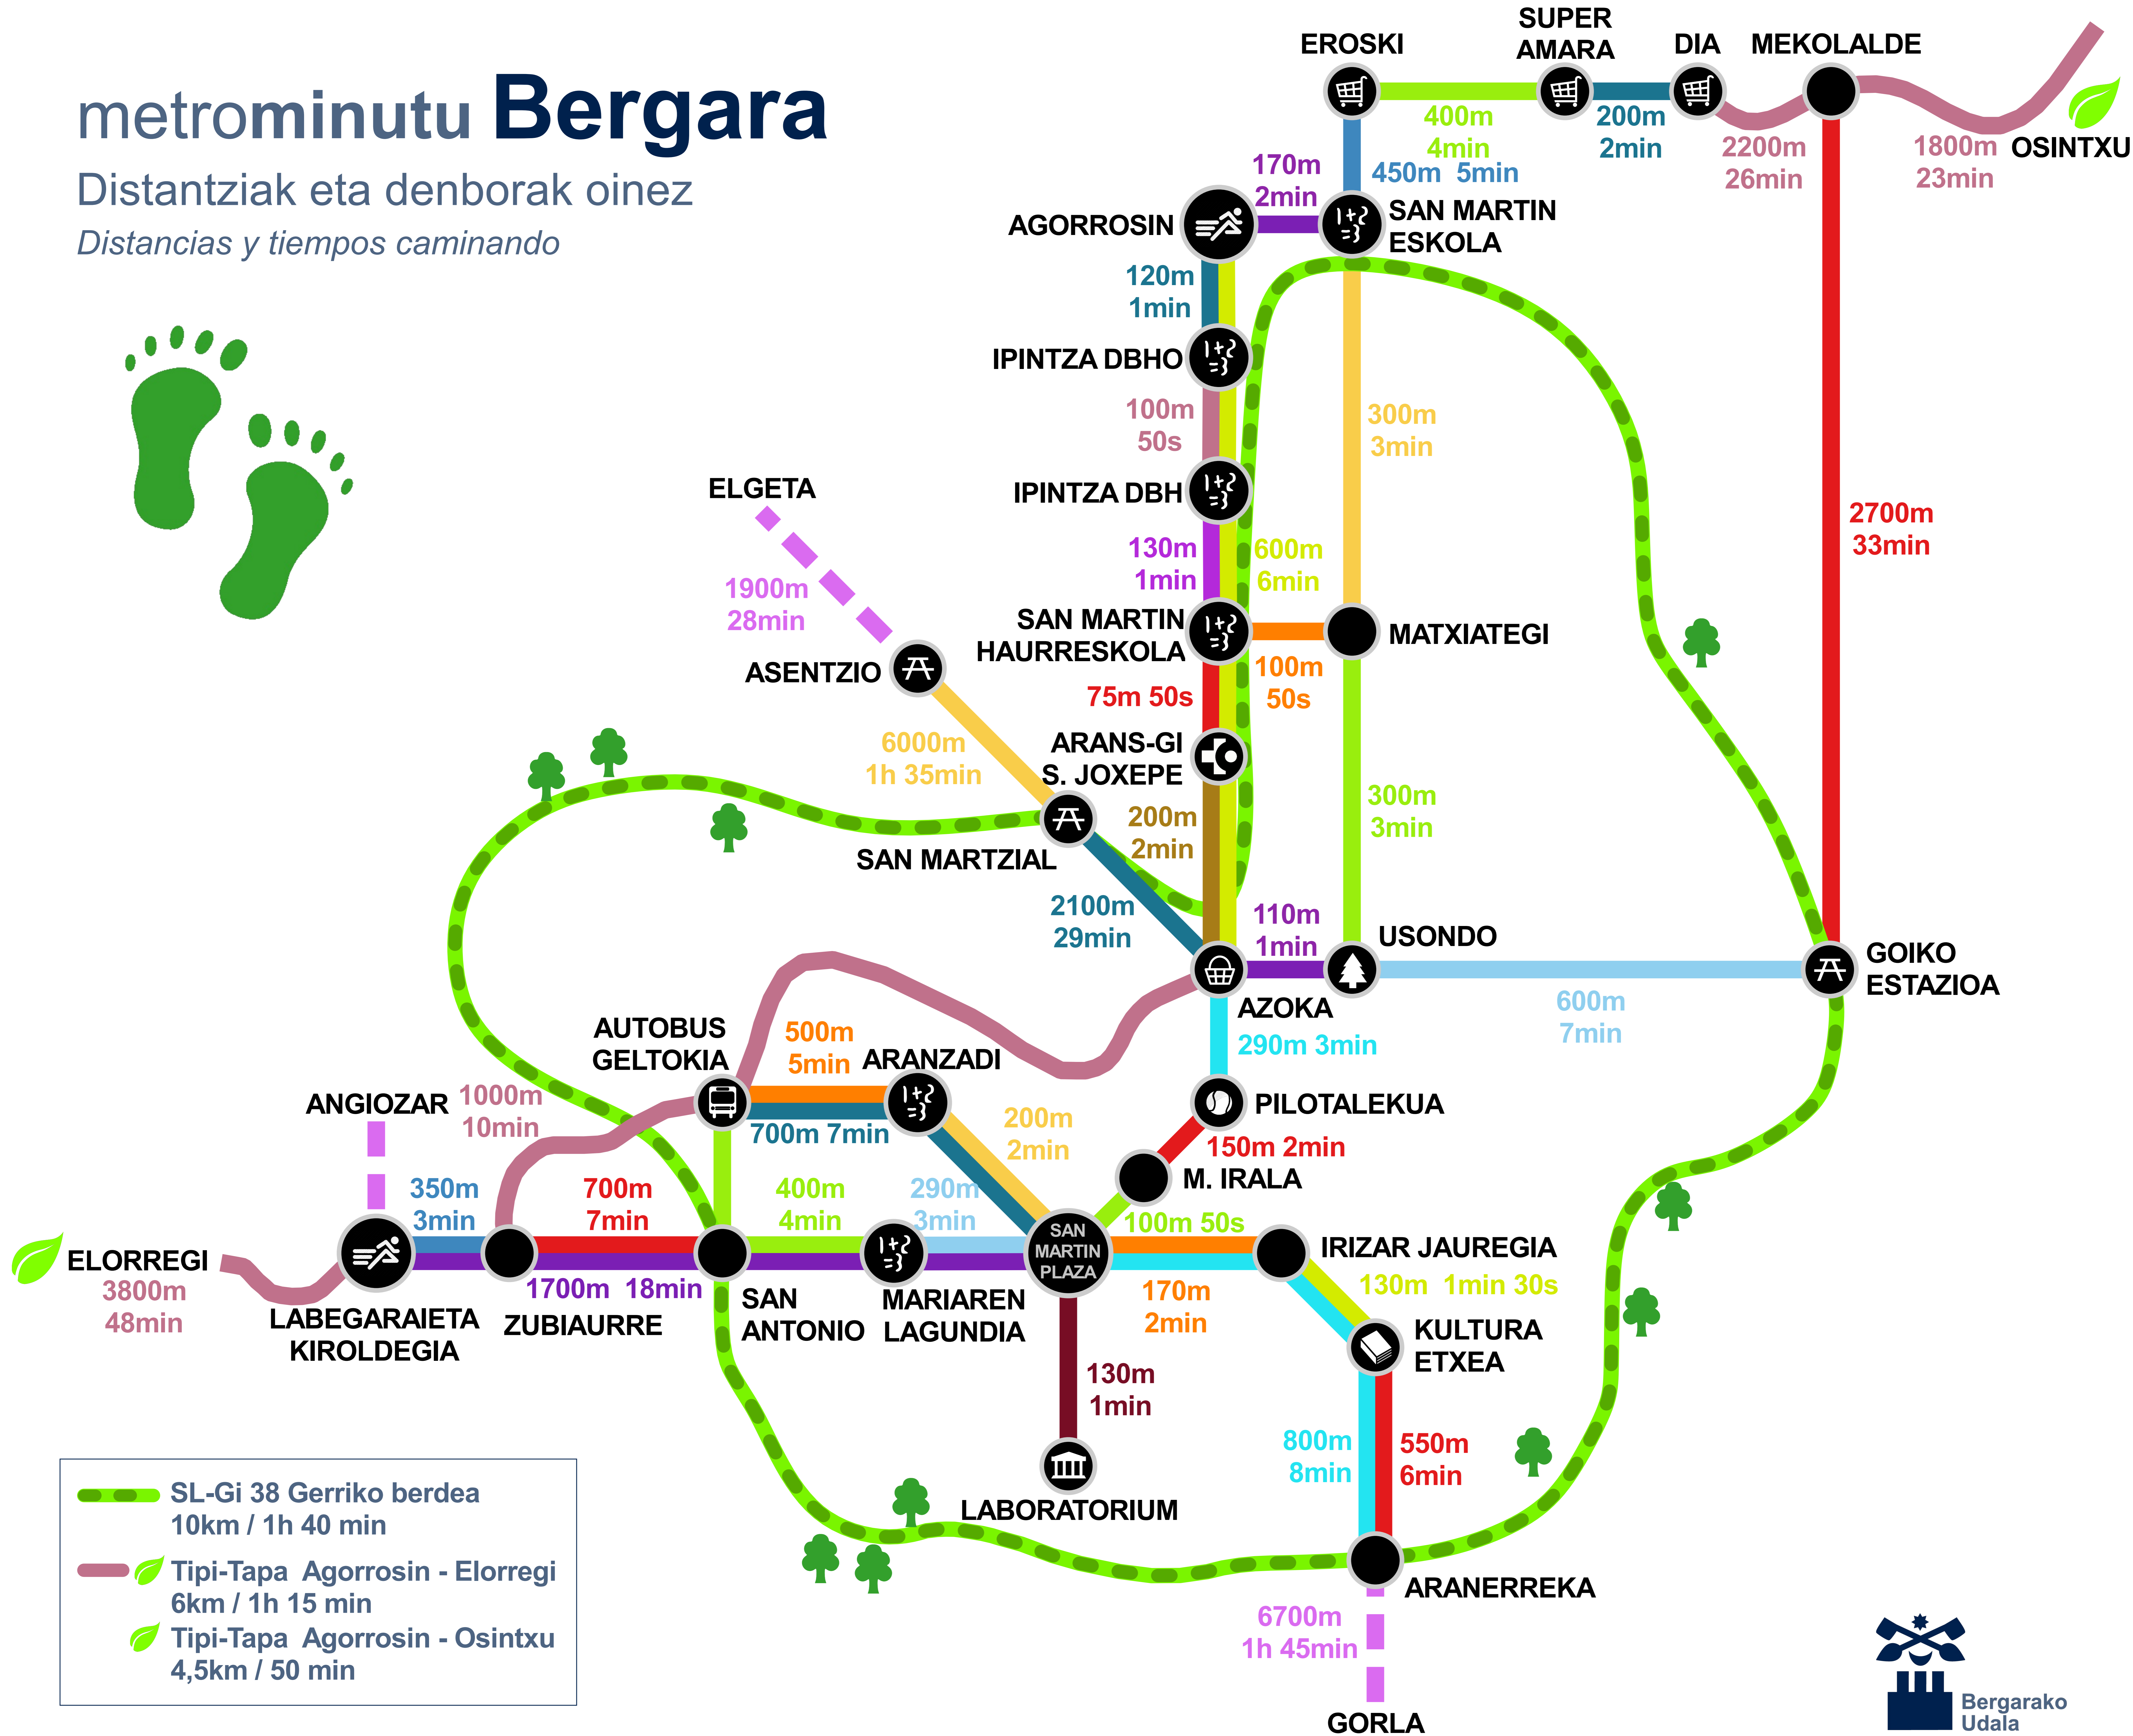 metrominutu Bergara
Distantziak eta denborak oinez
Distancias y tiempos caminando
EROSKI
SUPER
AMARA
DIA
MEKOLALDE
400m
4min
200m
2min
2200m
26min
1800m
23min
OSINTXU
170m
2min
450m 5min
AGORROSIN
SAN MARTIN
ESKOLA
120m
1min
IPINTZA DBHO
100m
50s
300m
3min
ELGETA
IPINTZA DBH
2700m
33min
130m
1min
600m
6min
1900m
28min
SAN MARTIN
HAURRESKOLA
MATXIATEGI
ASENTZIO
100m
50s
75m 50s
6000m
1h 35min
ARANS-GI
S. JOXEPE
200m
2min
300m
3min
SAN MARTZIAL
2100m
29min
110m
1min
USONDO
GOIKO
ESTAZIOA
AZOKA
600m
7min
290m 3min
AUTOBUS
GELTOKIA
500m
5min
ARANZADI
ANGIOZAR
1000m
10min
700m 7min
200m
2min
PILOTALEKUA
150m 2min
M. IRALA
350m
3min
700m
7min
400m
4min
290m
3min
100m 50s
SAN
MARTIN
PLAZA
IRIZAR JAUREGIA
ELORREGI
3800m
48min
1700m 18min
130m 1min 30s
170m
2min
LABEGARAIETA
KIROLDEGIA
ZUBIAURRE
SAN
ANTONIO
MARIAREN
LAGUNDIA
KULTURA
ETXEA
130m
1min
800m
8min
550m
6min
LABORATORIUM
ARANERREKA
6700m
1h 45min
GORLA
SL-Gi 38 Gerriko berdea
10km / 1h 40 min
Tipi-Tapa Agorrosin - Elorregi
6km / 1h 15 min
Tipi-Tapa Agorrosin - Osintxu
4,5km / 50 min
Bergarako
Udala